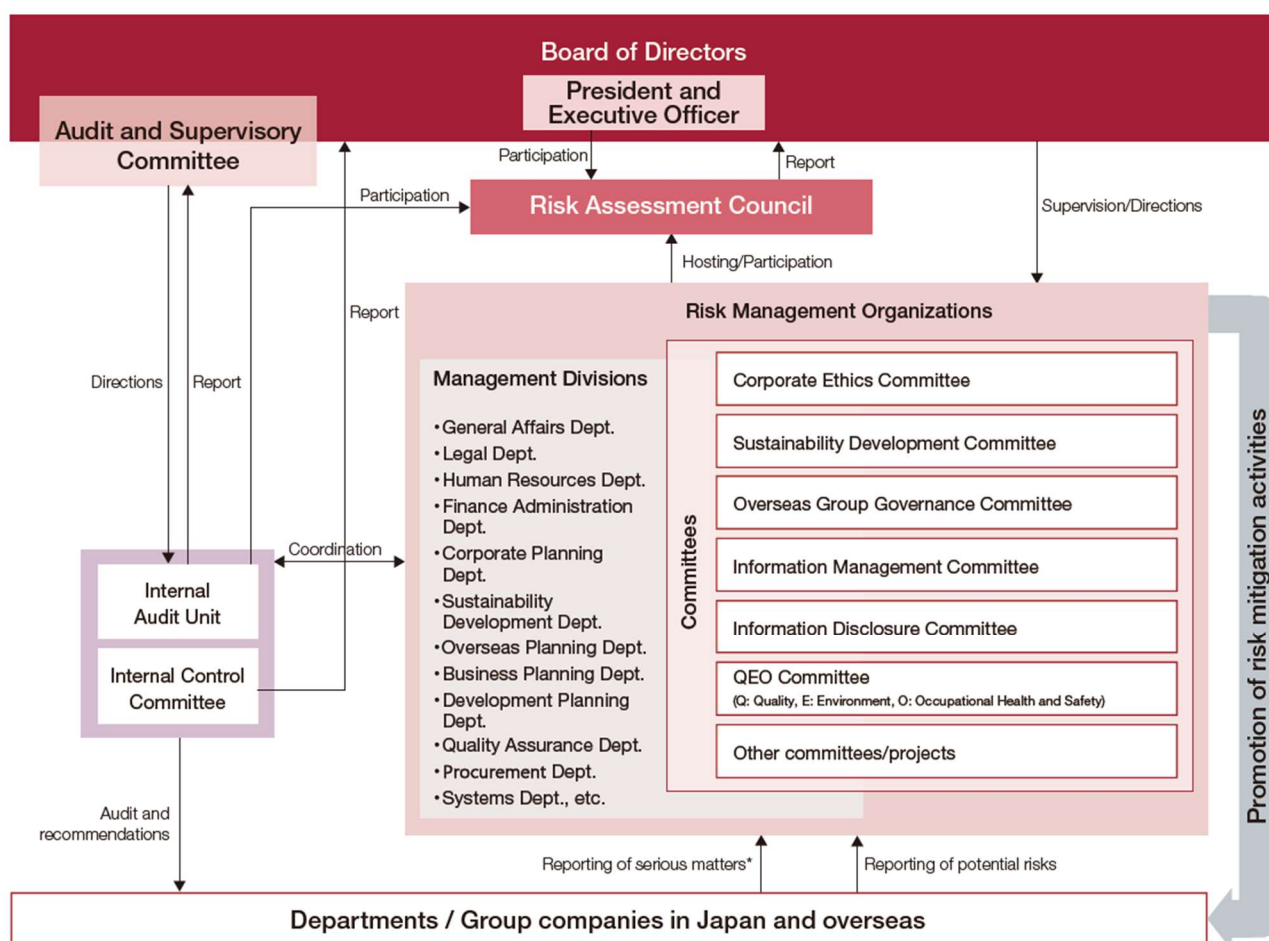 Board of Directors
President and
Executive Officer
Audit and Supervisory
Committee
Participation
Report
Participation
Risk Assessment Council
Supervision/Directions
Hosting/Participation
Report
Risk Management Organizations
Directions
Report
Management Divisions
・General Affairs Dept.
・Legal Dept.
・Human Resources Dept.
・Finance Administration
Dept.
・Corporate Planning
Dept.
・Sustainability
Development Dept.
・Overseas Planning Dept.
・Business Planning Dept.
・Development Planning
Dept.
・Quality Assurance Dept.
・Procurement Dept.
・Systems Dept., etc.
Committees
Corporate Ethics Committee
Sustainability Development Committee
Overseas Group Governance Committee
Information Management Committee
Information Disclosure Committee
QEO Committee
(Q: Quality, E: Environment, O: Occupational Health and Safety)
Other committees/projects
Promotion of risk mitigation activities
Coordination
Internal
Audit Unit
Internal Control
Committee
Audit and
recommendations
Reporting of serious matters*
Reporting of potential risks
Departments / Group companies in Japan and overseas